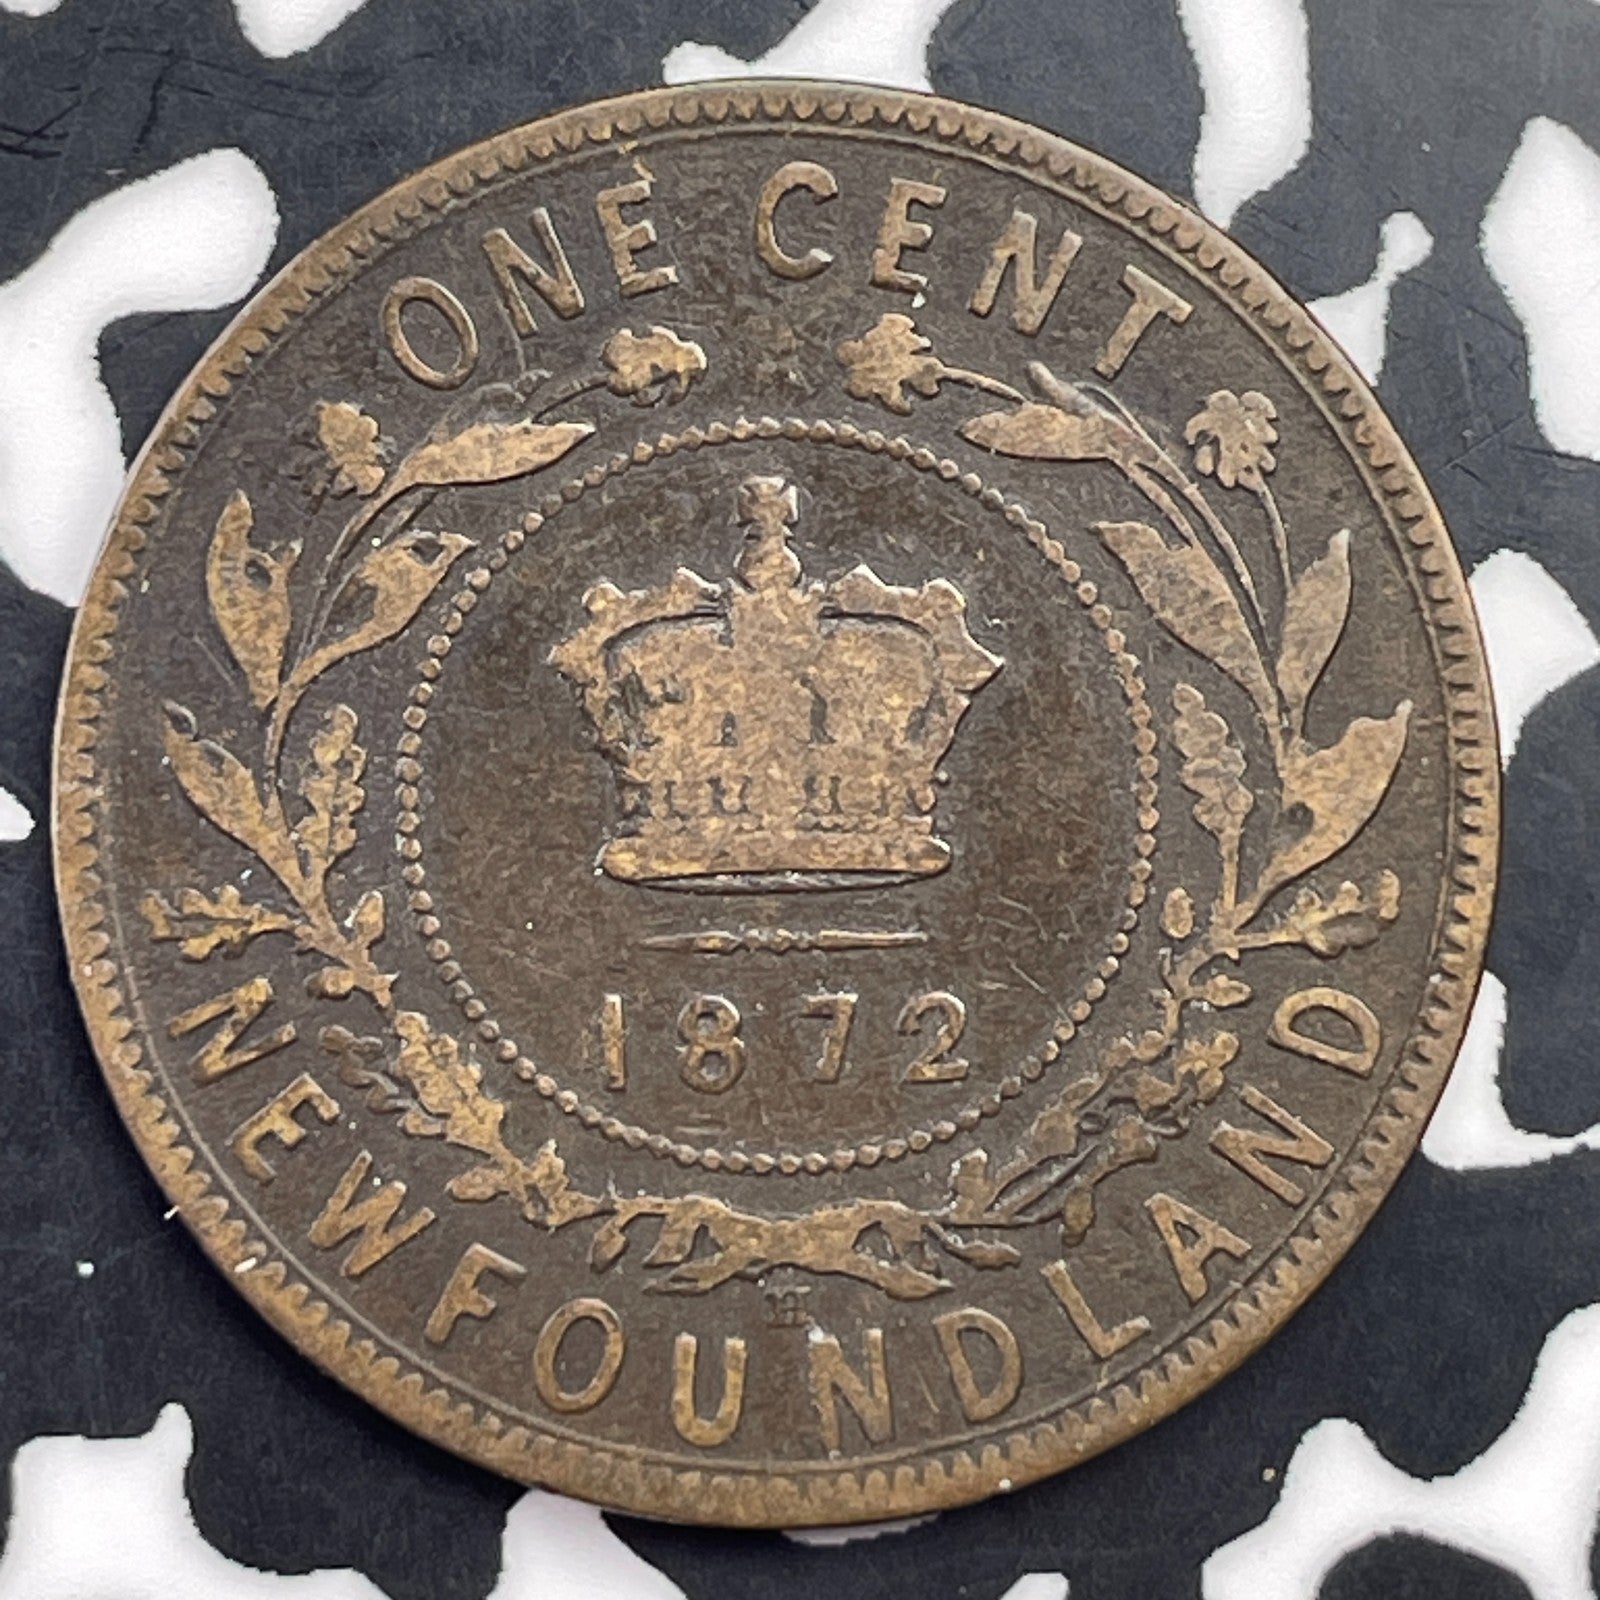 ONE CENT
1872
H
NEWFOUNDLAND